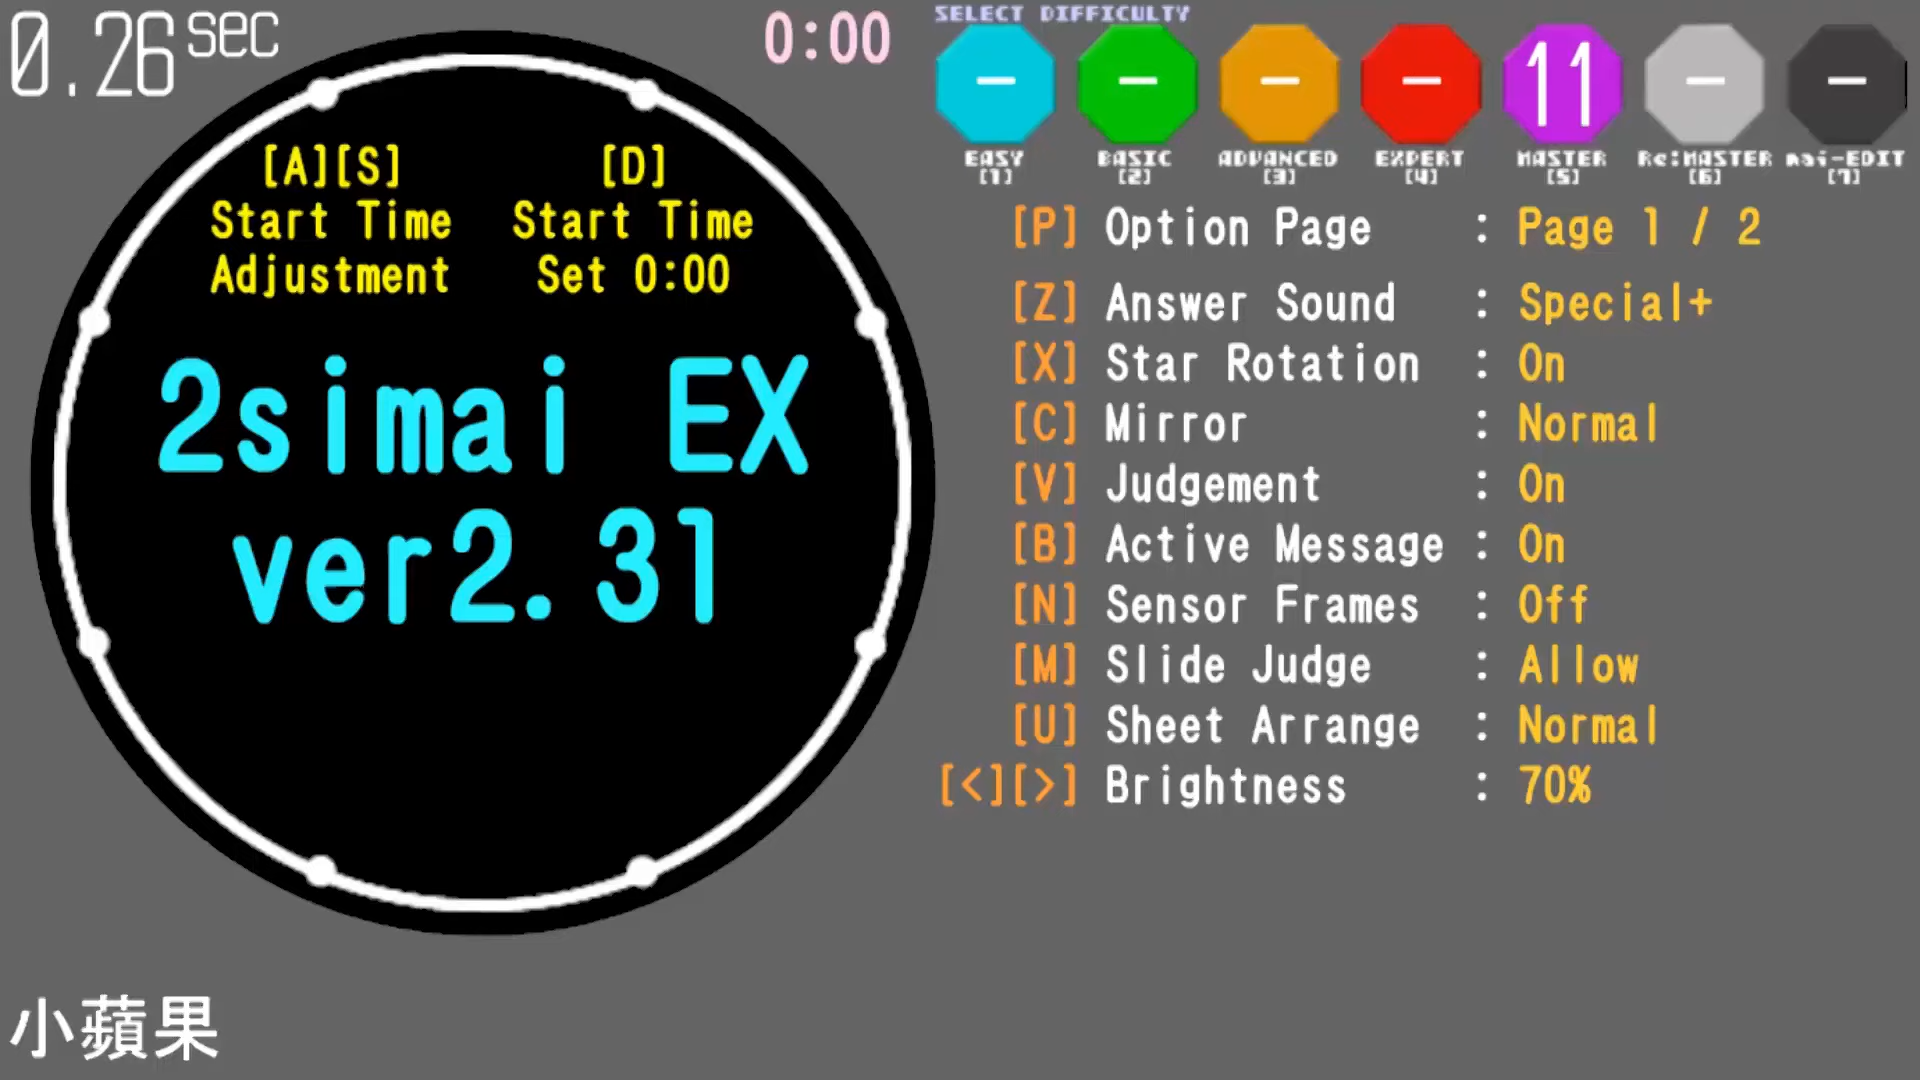 0.26sec
0:00
[A][S]
Start Time
Adjustment
[D]
Start Time
Set 0:00
2simai EX
ver2.31
小蘋果
SELECT DIFFICULTY
- - - - 11 - -
EASY BASIC ADVANCED EXPERT MASTER Re:MASTER mai-EDIT
[1] [2] [3] [4] [5] [6] [7]
[P] Option Page : Page 1 / 2
[Z] Answer Sound : Special+
[X] Star Rotation : On
[C] Mirror : Normal
[V] Judgement : On
[B] Active Message : On
[N] Sensor Frames : Off
[M] Slide Judge : Allow
[U] Sheet Arrange : Normal
[<][>] Brightness : 70%